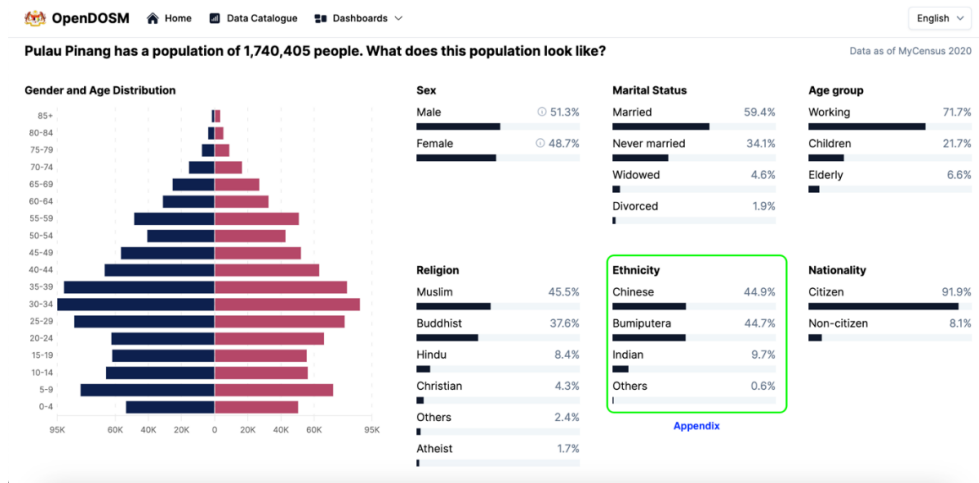 OpenDOSM Home Data Catalogue Dashboards English
Pulau Pinang has a population of 1,740,405 people. What does this population look like?
Data as of MyCensus 2020
Gender and Age Distribution
85+
80-84
75-79
70-74
65-69
60-64
55-59
50-54
45-49
40-44
35-39
30-34
25-29
20-24
15-19
10-14
5-9
0-4
95K 60K 40K 20K 0 20K 40K 60K 95K
Sex
Male 51.3%
Female 48.7%
Marital Status
Married 59.4%
Never married 34.1%
Widowed 4.6%
Divorced 1.9%
Age group
Working 71.7%
Children 21.7%
Elderly 6.6%
Religion
Muslim 45.5%
Buddhist 37.6%
Hindu 8.4%
Christian 4.3%
Others 2.4%
Atheist 1.7%
Ethnicity
Chinese 44.9%
Bumiputera 44.7%
Indian 9.7%
Others 0.6%
Appendix
Nationality
Citizen 91.9%
Non-citizen 8.1%